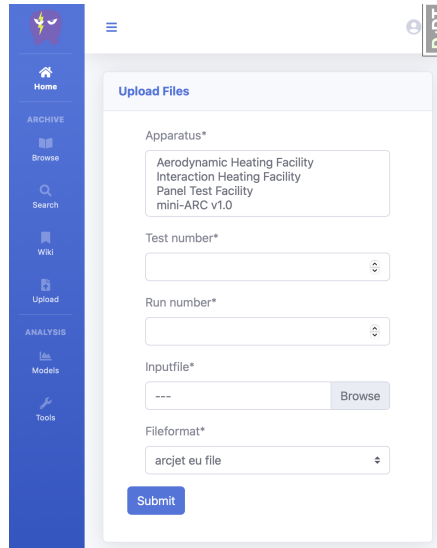 Home
ARCHIVE
Browse
Search
Wiki
Upload
ANALYSIS
Models
Tools
Upload Files
Apparatus*
Aerodynamic Heating Facility
Interaction Heating Facility
Panel Test Facility
mini-ARC v1.0
Test number*
Run number*
Inputfile*
--- Browse
Fileformat*
arcjet eu file
Submit